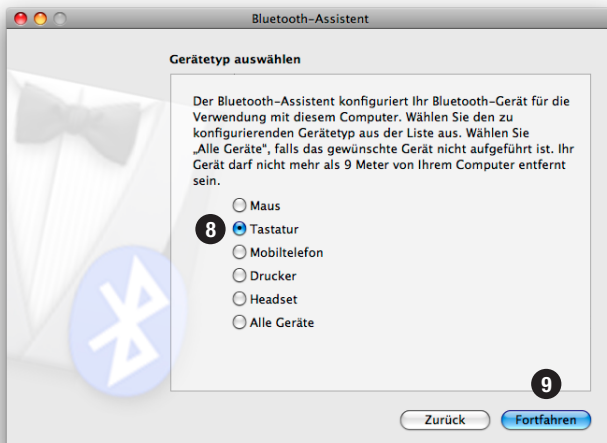 Bluetooth-Assistent
Gerätetyp auswählen
Der Bluetooth-Assistent konfiguriert Ihr Bluetooth-Gerät für die
Verwendung mit diesem Computer. Wählen Sie den zu
konfigurierenden Gerätetyp aus der Liste aus. Wählen Sie
„Alle Geräte", falls das gewünschte Gerät nicht aufgeführt ist. Ihr
Gerät darf nicht mehr als 9 Meter von Ihrem Computer entfernt
sein.
Maus
8 Tastatur
Mobiltelefon
Drucker
Headset
Alle Geräte
9
Zurück Fortfahren